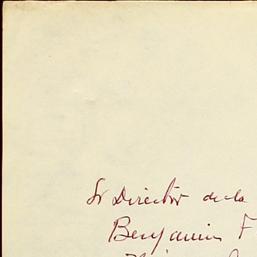 Sr Director de la
Benjamin F